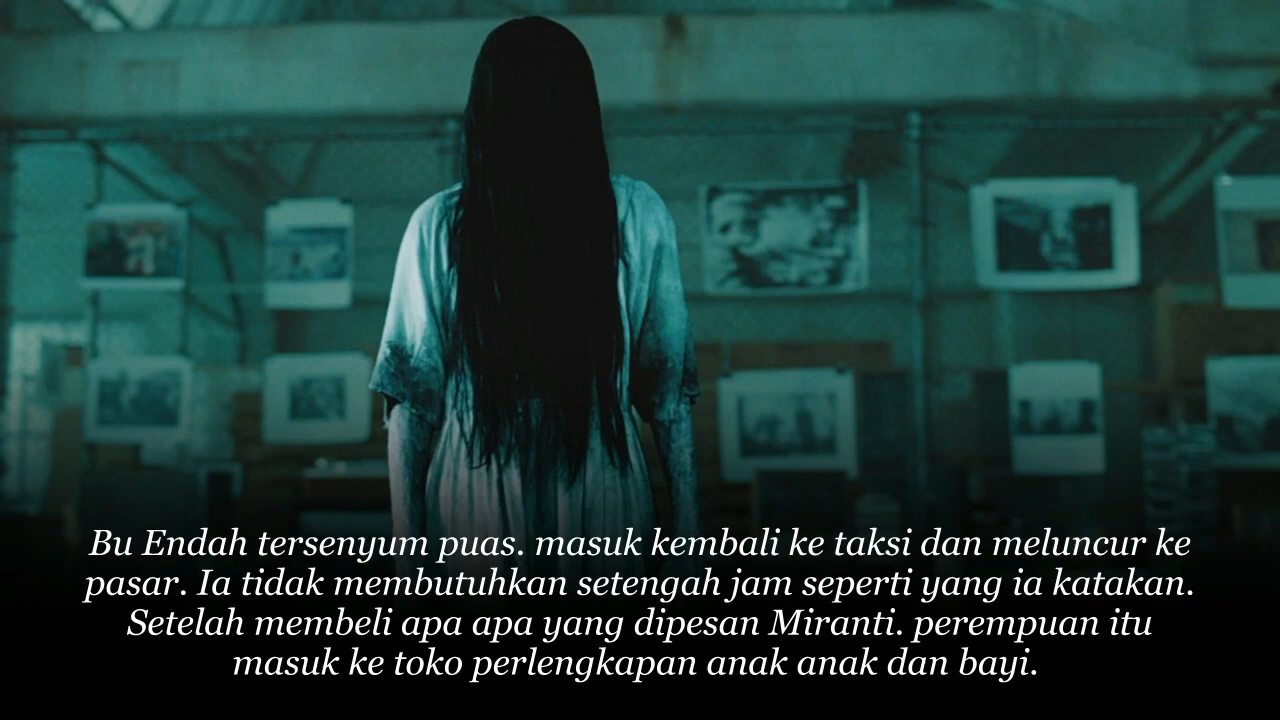 Bu Endah tersenyum puas. masuk kembali ke taksi dan meluncur ke
pasar. Ia tidak membutuhkan setengah jam seperti yang ia katakan.
Setelah membeli apa apa yang dipesan Miranti. perempuan itu
masuk ke toko perlengkapan anak anak dan bayi.